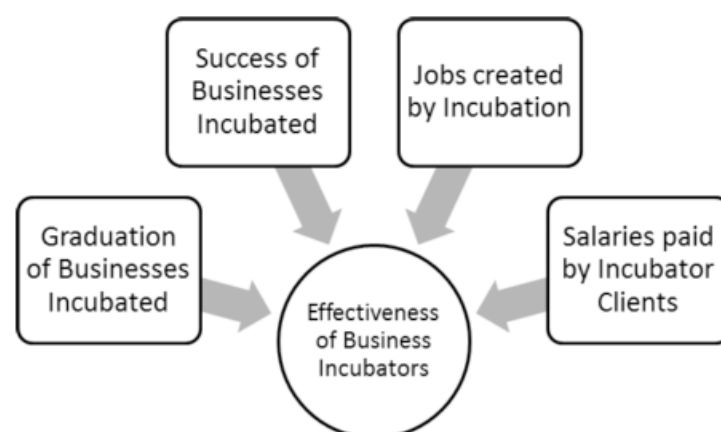 Success of
Businesses
Incubated
Jobs created
by Incubation
Graduation
of Businesses
Incubated
Salaries paid
by Incubator
Clients
Effectiveness
of Business
Incubators